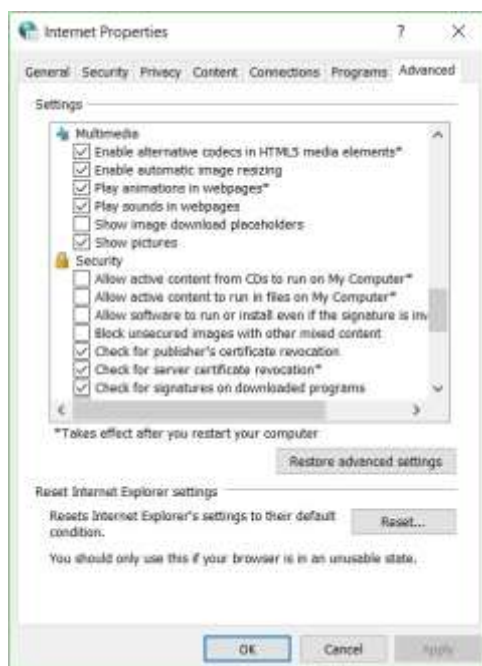 Internet Properties ? ×
General Security Privacy Content Connections Programs Advanced
Settings
Multimedia
Enable alternative codecs in HTML5 media elements*
Enable automatic image resizing
Play animations in webpages*
Play sounds in webpages
Show image download placeholders
Show pictures
Security
Allow active content from CDs to run on My Computer*
Allow active content to run in files on My Computer*
Allow software to run or install even if the signature is inv
Block unsecured images with other mixed content
Check for publisher's certificate revocation
Check for server certificate revocation*
Check for signatures on downloaded programs
*Takes effect after you restart your computer
Restore advanced settings
Reset Internet Explorer settings
Resets Internet Explorer's settings to their default
condition.
Reset...
You should only use this if your browser is in an unusable state.
OK Cancel Apply